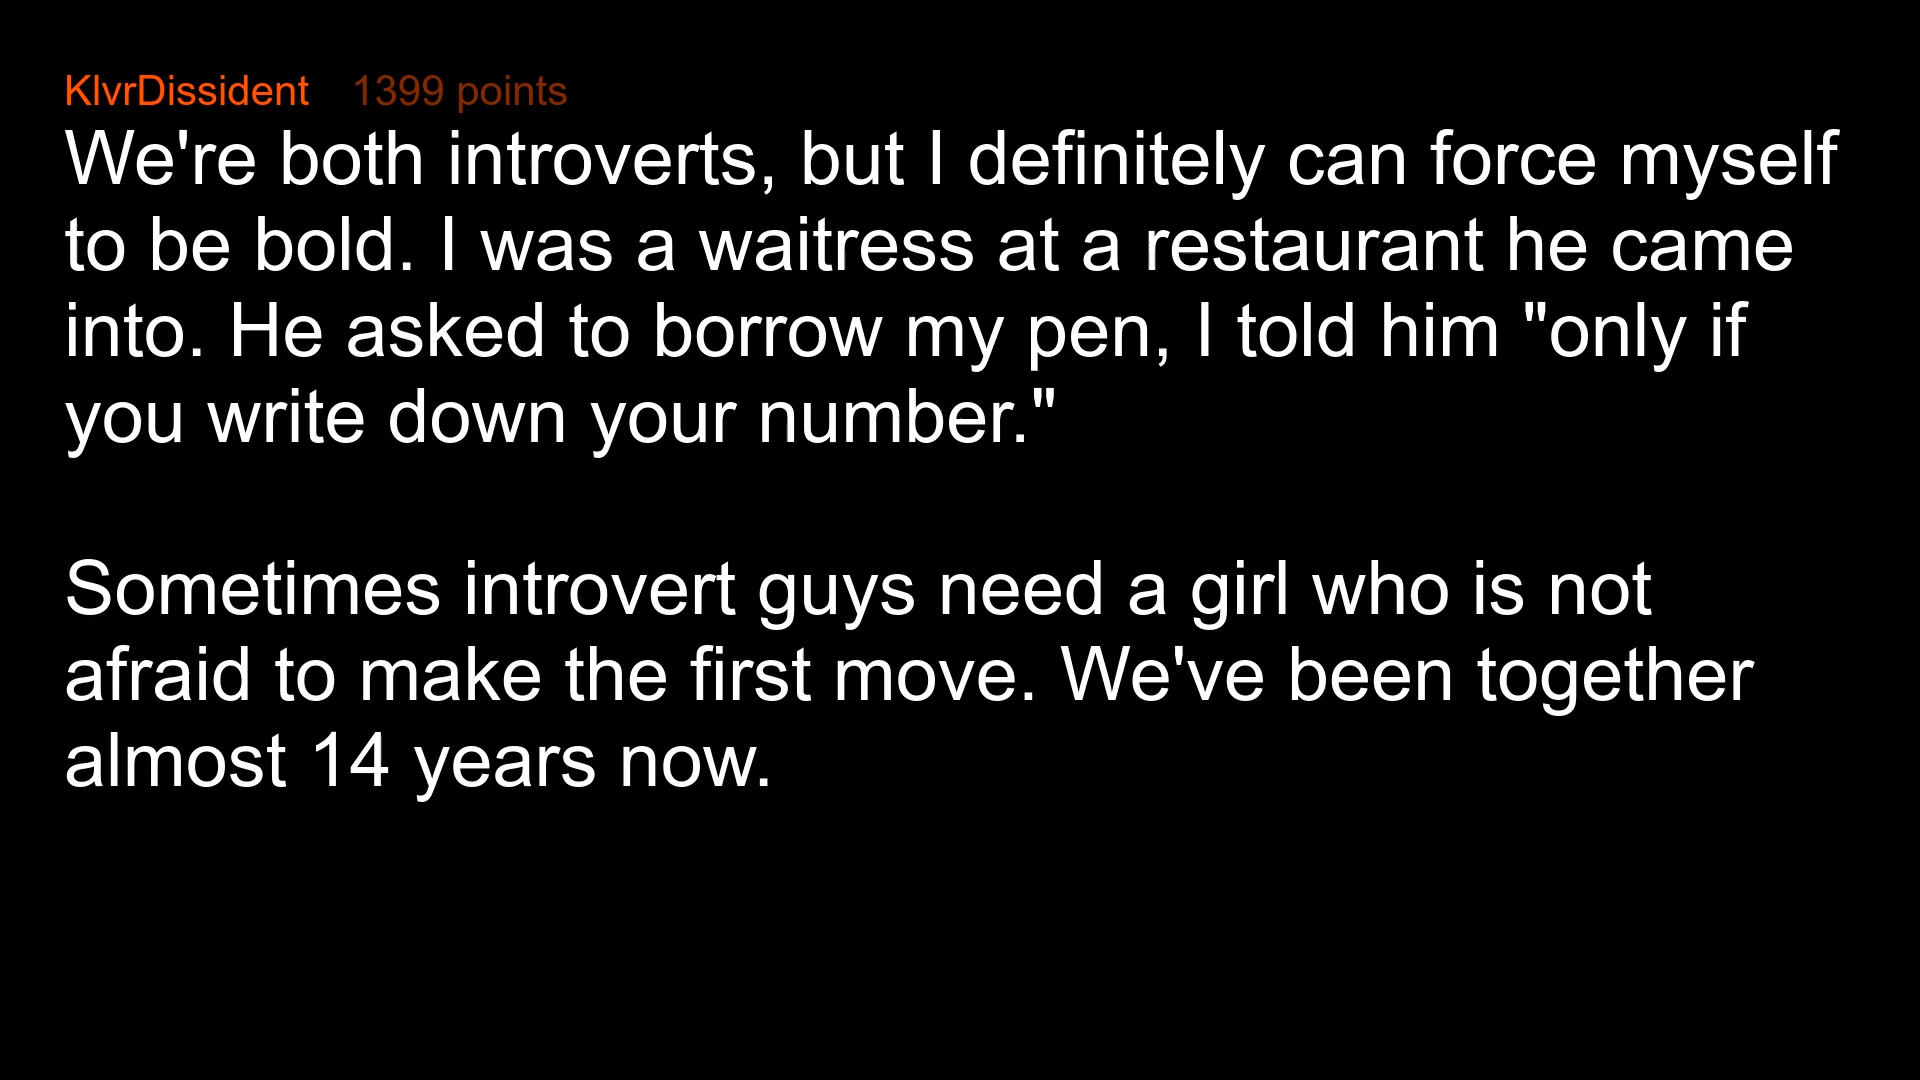 KlvrDissident 1399 points
We're both introverts, but I definitely can force myself
to be bold. I was a waitress at a restaurant he came
into. He asked to borrow my pen, I told him "only if
you write down your number."
Sometimes introvert guys need a girl who is not
afraid to make the first move. We've been together
almost 14 years now.